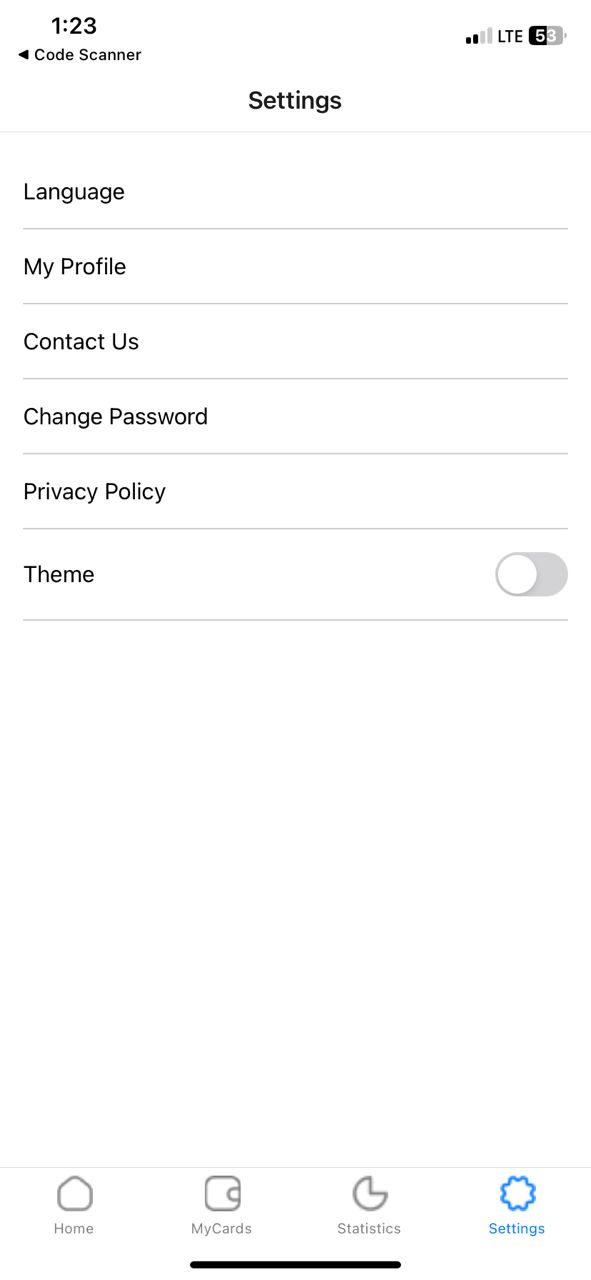 1:23
LTE 53
◀ Code Scanner
Settings
Language
My Profile
Contact Us
Change Password
Privacy Policy
Theme
Home MyCards Statistics Settings